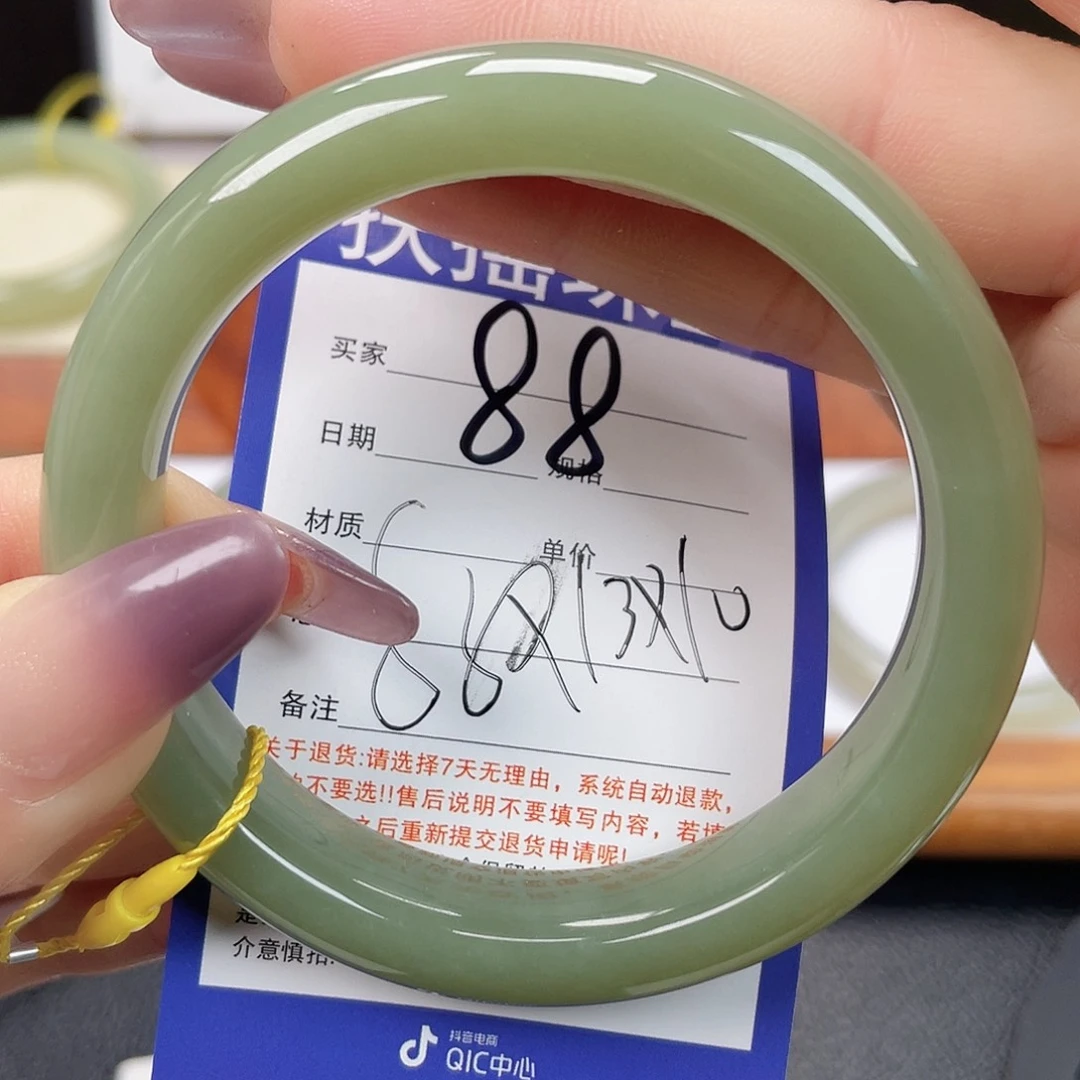 扶摇珠
买家
88
日期
规格
材质
单价
备注
关于退货:请选择7天无理由，系统自动退款，
不要选!!售后说明不要填写内容，若填
之后重新提交退货申请呢!
介意慎拍.
抖音电商
QIC中心